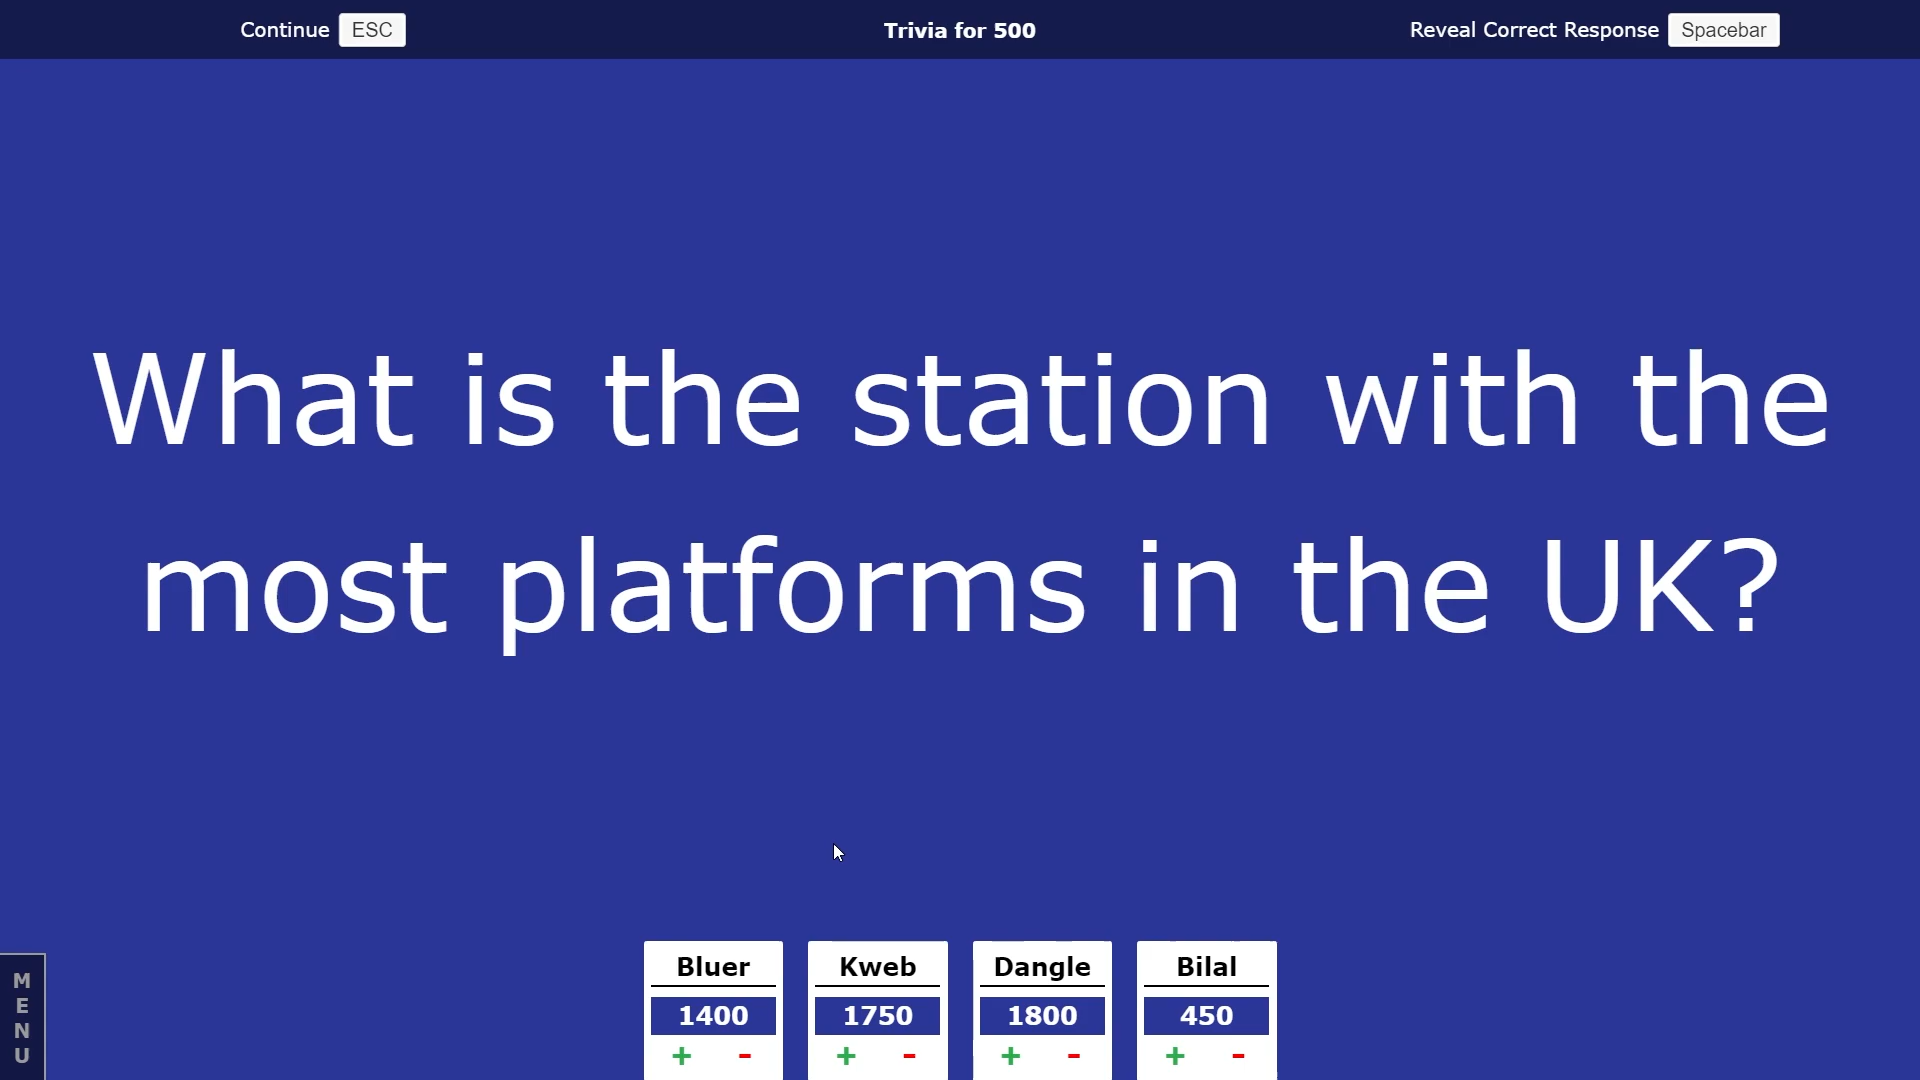 Continue ESC
Trivia for 500
Reveal Correct Response Spacebar
What is the station with the
most platforms in the UK?
MENU
Bluer Kweb Dangle Bilal
1400 1750 1800 450
+ - + - + - + -